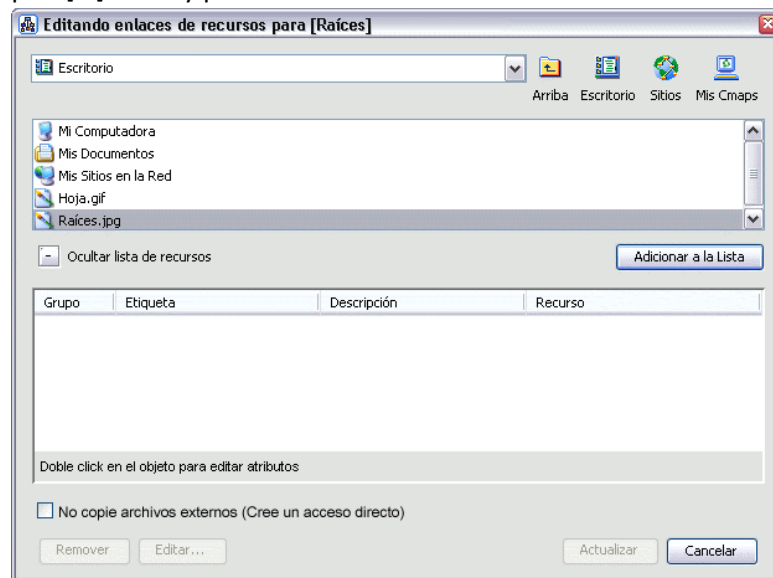 Editando enlaces de recursos para [Raíces]
Escritorio
Arriba Escritorio Sitios Mis Cmaps
Mi Computadora
Mis Documentos
Mis Sitios en la Red
Hoja.gif
Raíces.jpg
- Ocultar lista de recursos Adicionar a la Lista
Grupo Etiqueta Descripción Recurso
Doble click en el objeto para editar atributos
No copie archivos externos (Cree un acceso directo)
Remover Editar... Actualizar Cancelar